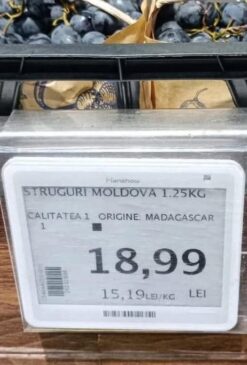 Hanshow
STRUGURI MOLDOVA 1.25KG
CALITATEA 1 ORIGINE: MADAGASCAR
1
18,99
15,19LEI/KG LEI